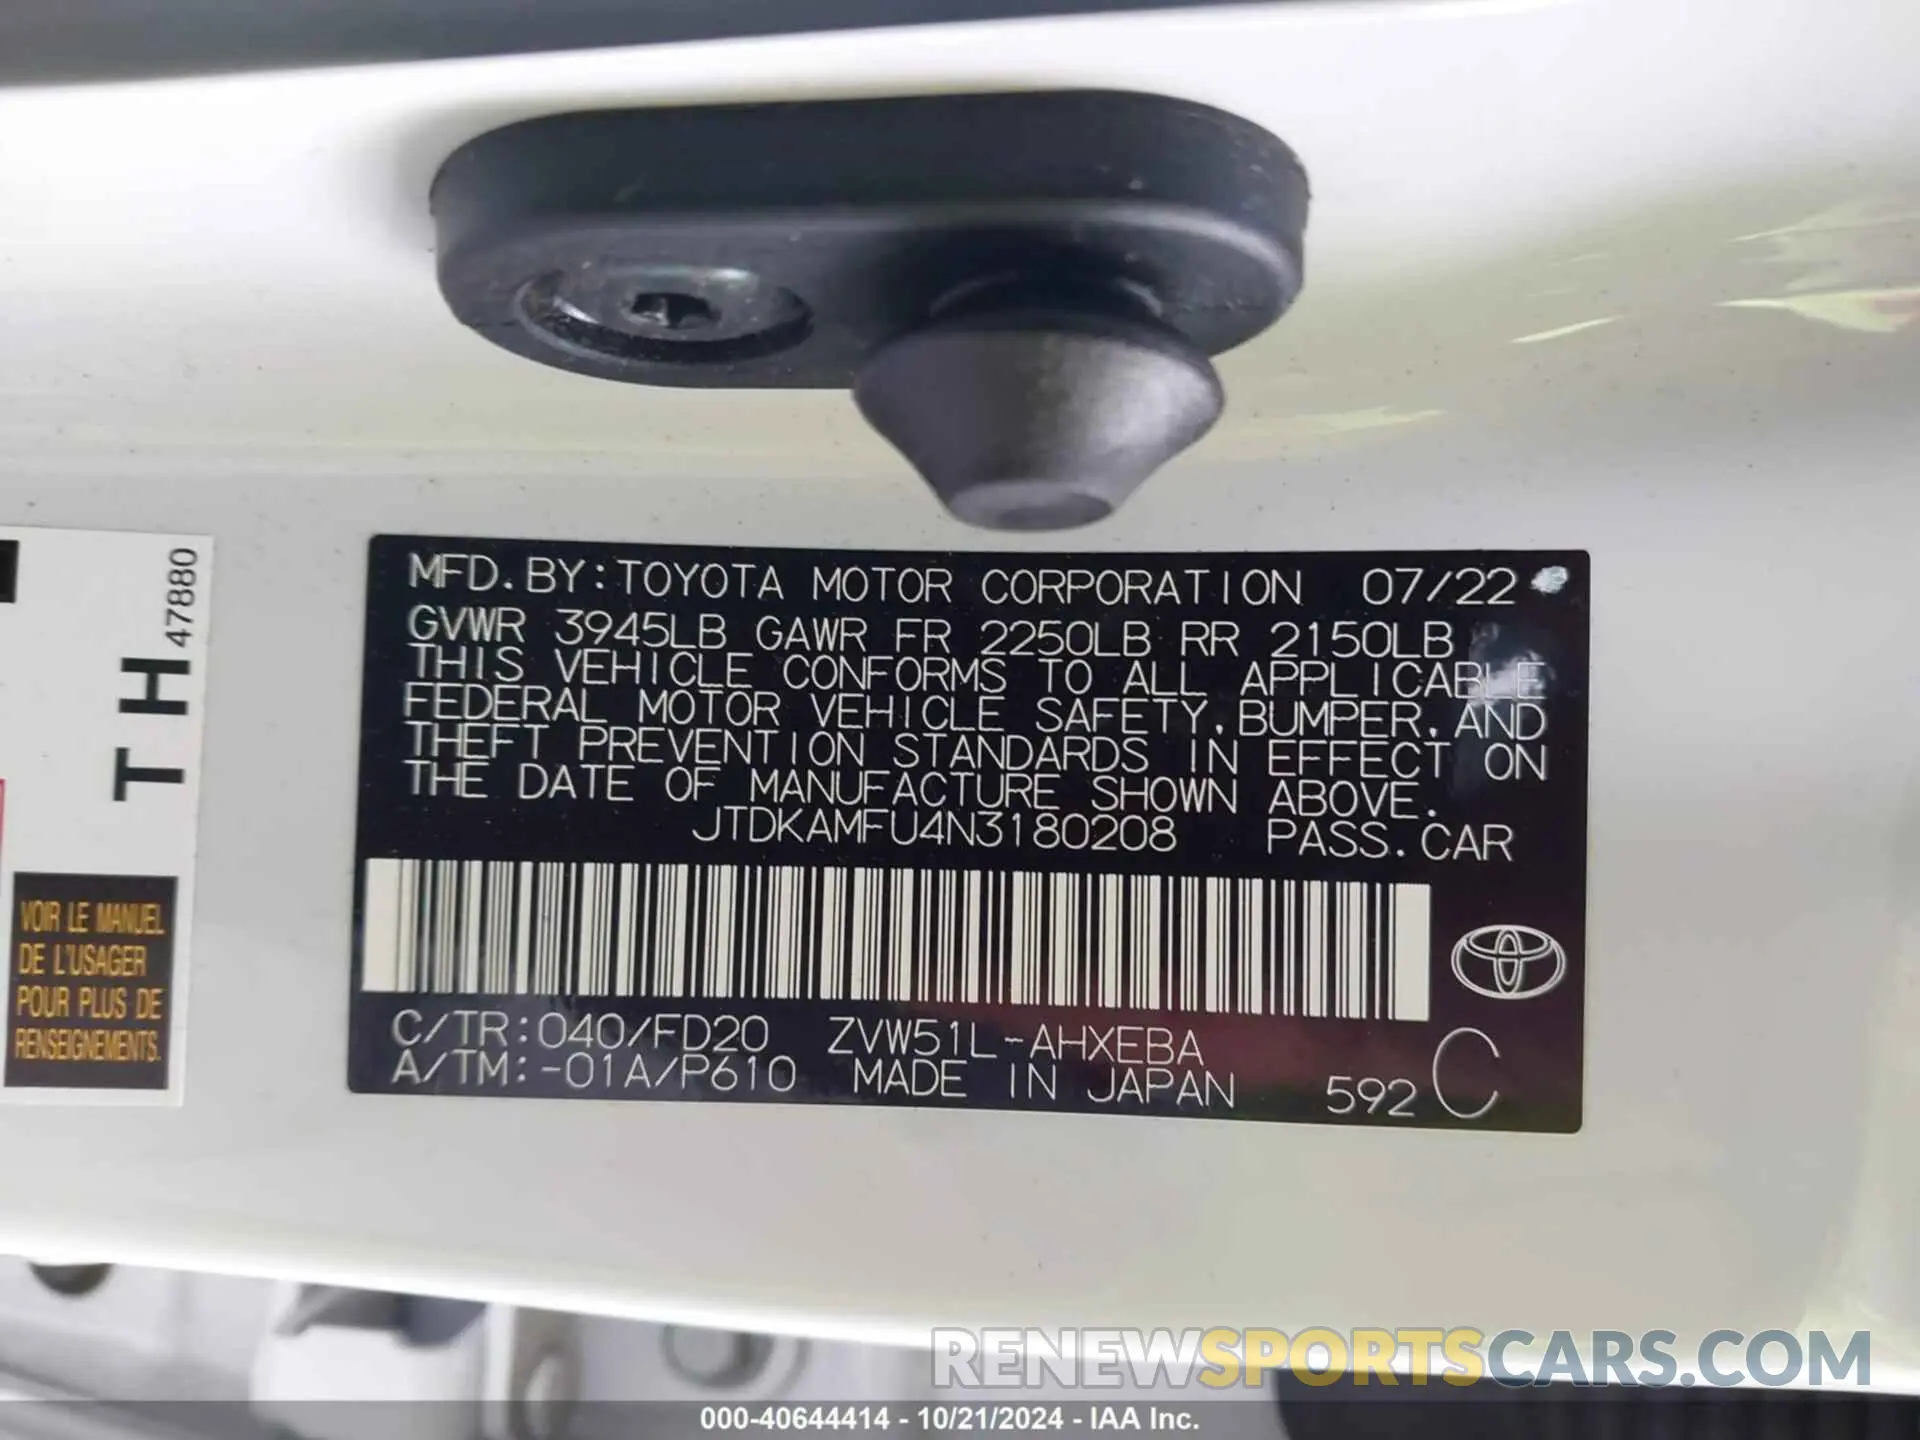 MFD. BY: TOYOTA MOTOR CORPORATION 07/22
GVWR 3945LB GAWR FR 2250LB RR 2150LB
THIS VEHICLE CONFORMS TO ALL APPLICABLE
FEDERAL MOTOR VEHICLE SAFETY, BUMPER, AND
THEFT PREVENTION STANDARDS IN EFFECT ON
THE DATE OF MANUFACTURE SHOWN ABOVE.
JTDKAMFU4N3180208 PASS. CAR
C/TR: 040/FD20 ZVW51L-AHXEBA
A/TM: -01A/P610 MADE IN JAPAN 592 C
TH 47880
VOIR LE MANUEL
DE L'USAGER
POUR PLUS DE
RENSEIGNEMENTS.
RENEWSPORTSCARS.COM
000-40644414 - 10/21/2024 - IAA Inc.